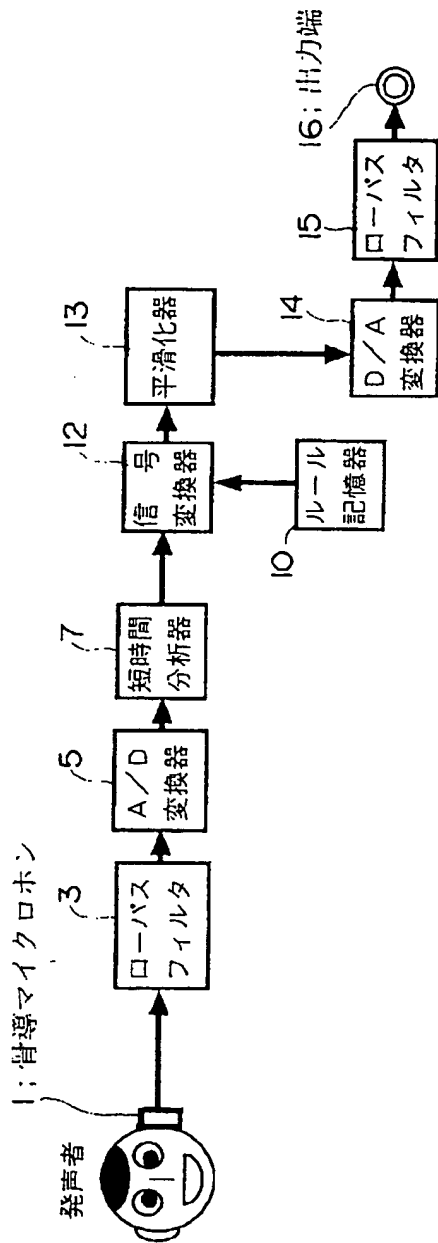 発声者
1；骨導マイクロホン
3
ローパス
フィルタ
5
A／D
変換器
7
短時間
分析器
12
信号
変換器
10
ルール
記憶器
13
平滑化器
14
D／A
変換器
15
ローパス
フィルタ
16；出力端